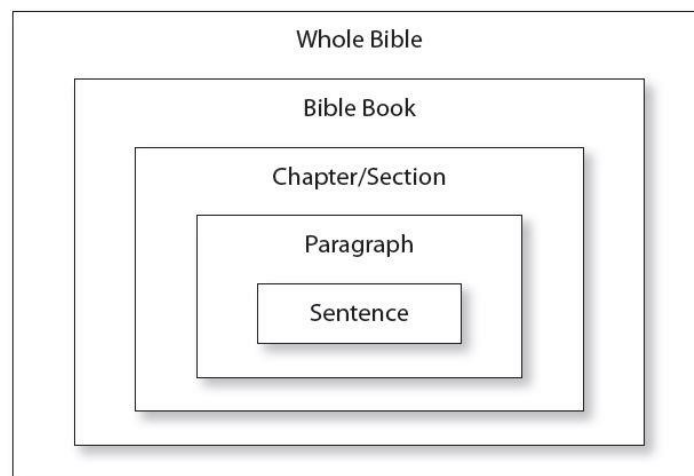 Whole Bible
Bible Book
Chapter/Section
Paragraph
Sentence